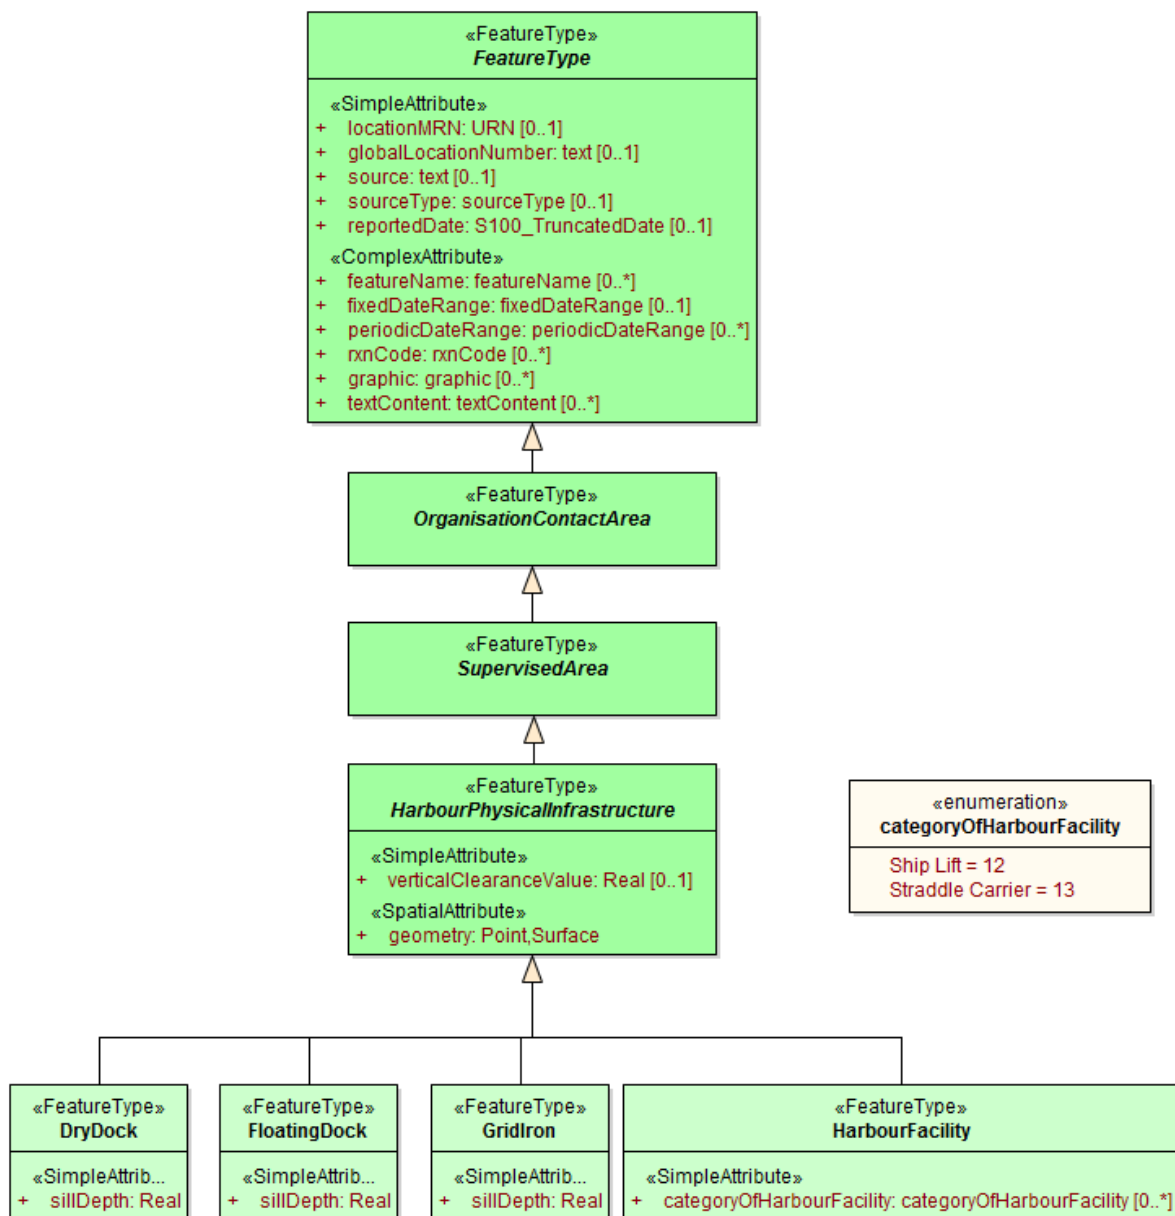 «FeatureType»
FeatureType
«SimpleAttribute»
+ locationMRN: URN [0..1]
+ globalLocationNumber: text [0..1]
+ source: text [0..1]
+ sourceType: sourceType [0..1]
+ reportedDate: S100_TruncatedDate [0..1]
«ComplexAttribute»
+ featureName: featureName [0..*]
+ fixedDateRange: fixedDateRange [0..1]
+ periodicDateRange: periodicDateRange [0..*]
+ rxnCode: rxnCode [0..*]
+ graphic: graphic [0..*]
+ textContent: textContent [0..*]
«FeatureType»
OrganisationContactArea
«FeatureType»
SupervisedArea
«FeatureType»
HarbourPhysicalInfrastructure
«SimpleAttribute»
+ verticalClearanceValue: Real [0..1]
«SpatialAttribute»
+ geometry: Point,Surface
«enumeration»
categoryOfHarbourFacility
Ship Lift = 12
Straddle Carrier = 13
«FeatureType»
DryDock
«SimpleAttrib...
+ sillDepth: Real
«FeatureType»
FloatingDock
«SimpleAttrib...
+ sillDepth: Real
«FeatureType»
GridIron
«SimpleAttrib...
+ sillDepth: Real
«FeatureType»
HarbourFacility
«SimpleAttribute»
+ categoryOfHarbourFacility: categoryOfHarbourFacility [0..*]